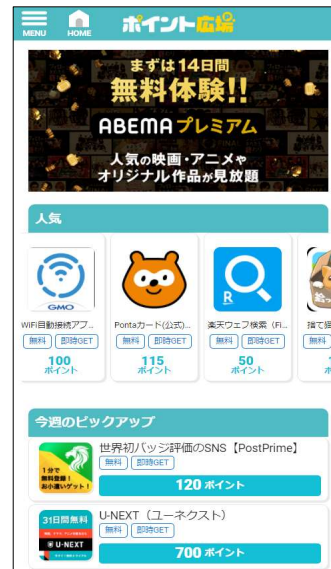 MENU
HOME
ポイント広場
まずは14日間
無料体験!!
ABEMAプレミアム
人気の映画・アニメや
オリジナル作品が見放題
人気
GMO
WiFi自動接続アプ...
無料 即時GET
100
ポイント
Pontaカード(公式)...
無料 即時GET
115
ポイント
R
楽天ウェブ検索（Fi...
無料 即時GET
50
ポイント
捨て猫
無料
今週のピックアップ
1分で
無料登録！
お小遣いゲット！
世界初バッジ評価のSNS【PostPrime】
無料 即時GET
120 ポイント
31日間無料
U-NEXT
U-NEXT（ユーネクスト）
無料 即時GET
700 ポイント